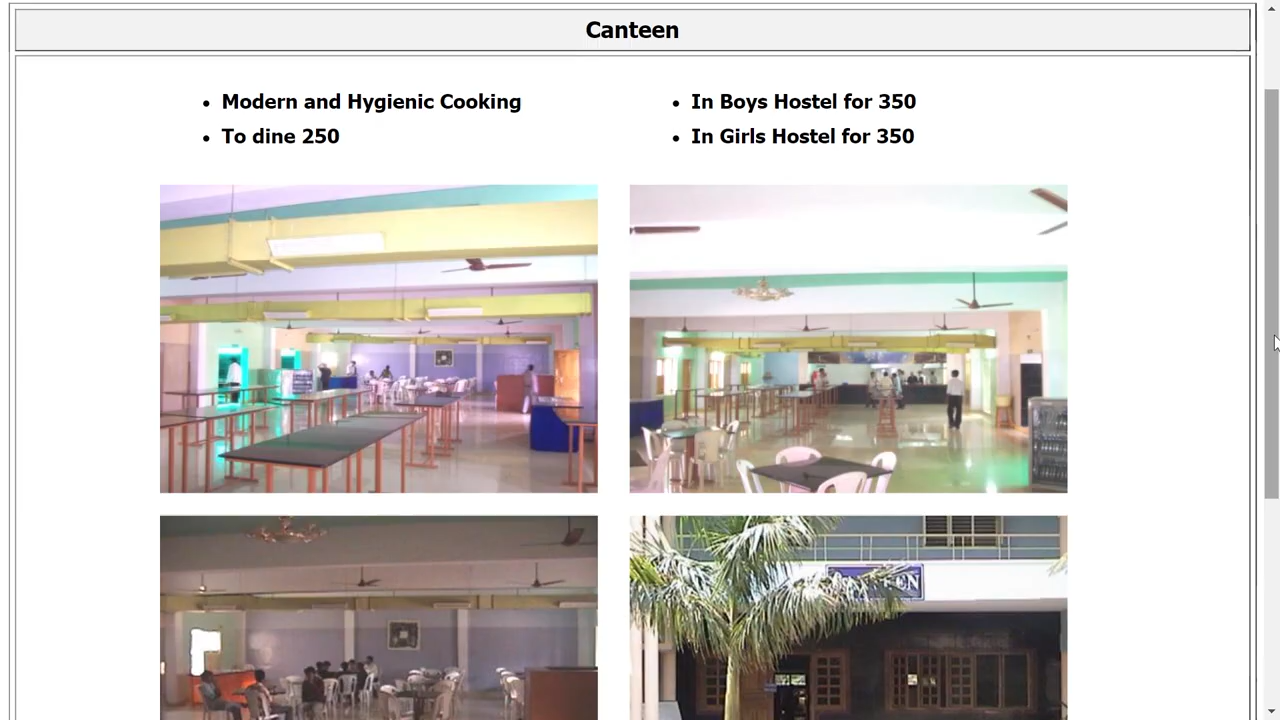 Canteen
Modern and Hygienic Cooking
To dine 250
In Boys Hostel for 350
In Girls Hostel for 350